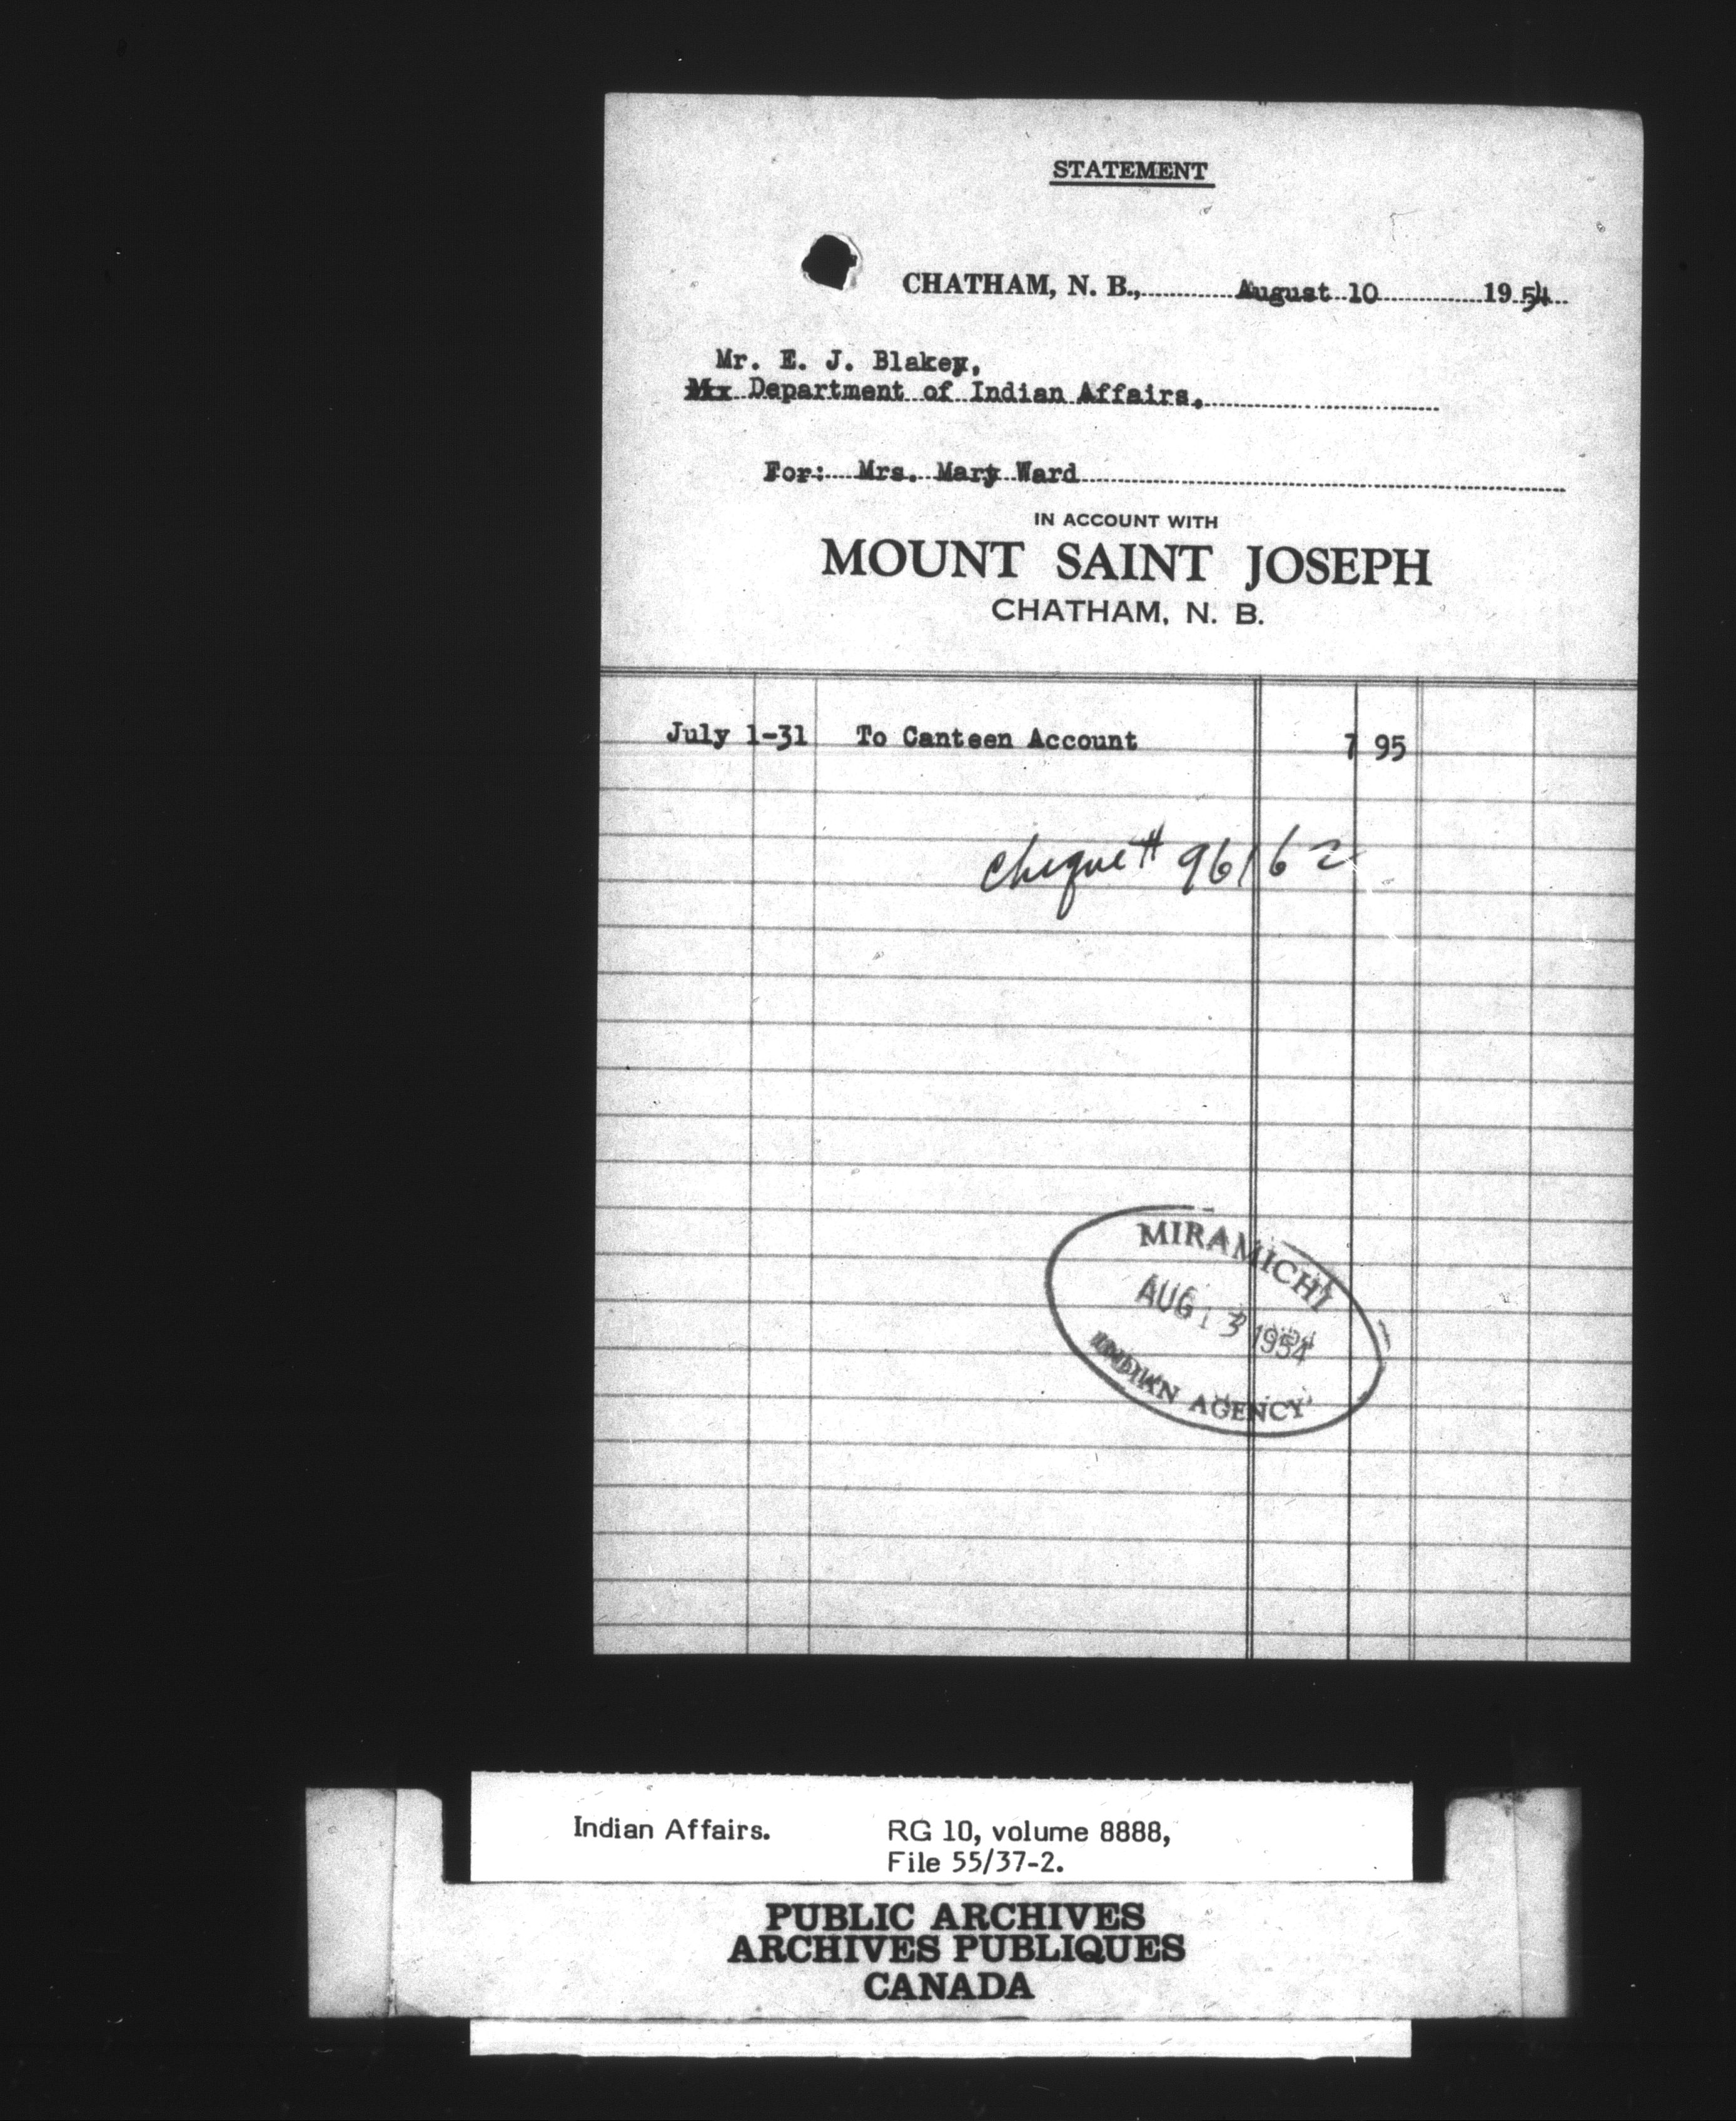 STATEMENT
CHATHAM, N. B., August 10 1954
Mr. E. J. Blakey,
Mx Department of Indian Affairs.
For: Mrs. Mary Ward
IN ACCOUNT WITH
MOUNT SAINT JOSEPH
CHATHAM, N. B.
July 1-31 To Canteen Account 7 95
Cheque # 96162
MIRAMICHI
AUG 13 1954
INDIAN AGENCY
Indian Affairs. RG 10, volume 8888,
File 55/37-2.
PUBLIC ARCHIVES
ARCHIVES PUBLIQUES
CANADA